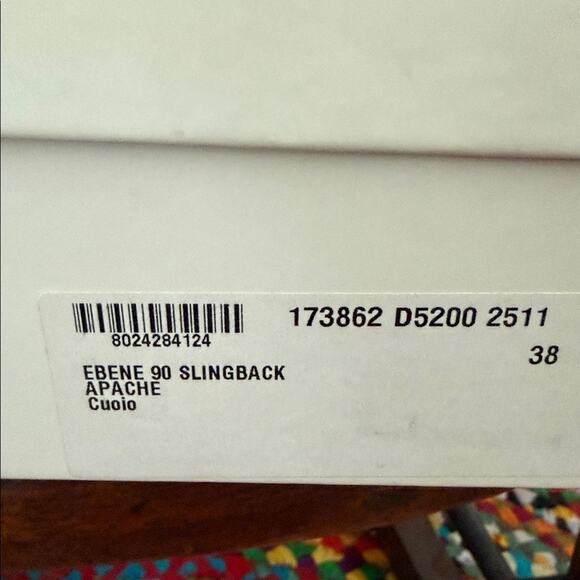 173862 D5200 2511
8024284124
38
EBENE 90 SLINGBACK
APACHE
Cuoio